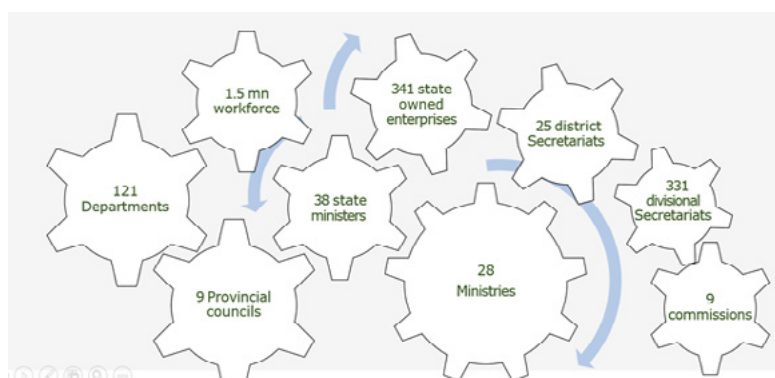 1.5 mn
workforce
341 state
owned
enterprises
25 district
Secretariats
121
Departments
38 state
ministers
331
divisional
Secretariats
9 Provincial
councils
28
Ministries
9
commissions